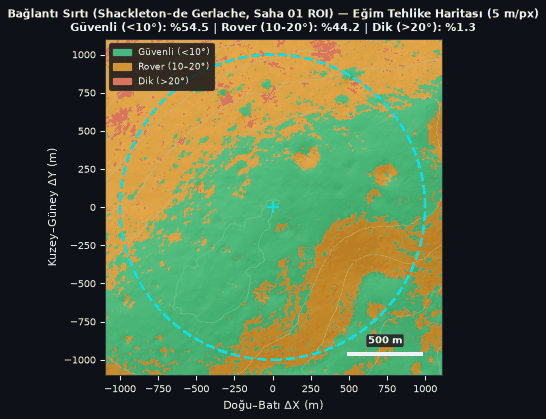 Bağlantı Sırtı (Shackleton–de Gerlache, Saha 01 ROI) — Eğim Tehlike Haritası (5 m/px)
Güvenli (<10°): %54.5 | Rover (10–20°): %44.2 | Dik (>20°): %1.3
Güvenli (<10°)
Rover (10–20°)
Dik (>20°)
1000
750
500
250
0
−250
−500
−750
−1000
Kuzey–Güney ΔY (m)
500 m
−1000 −750 −500 −250 0 250 500 750 1000
Doğu–Batı ΔX (m)